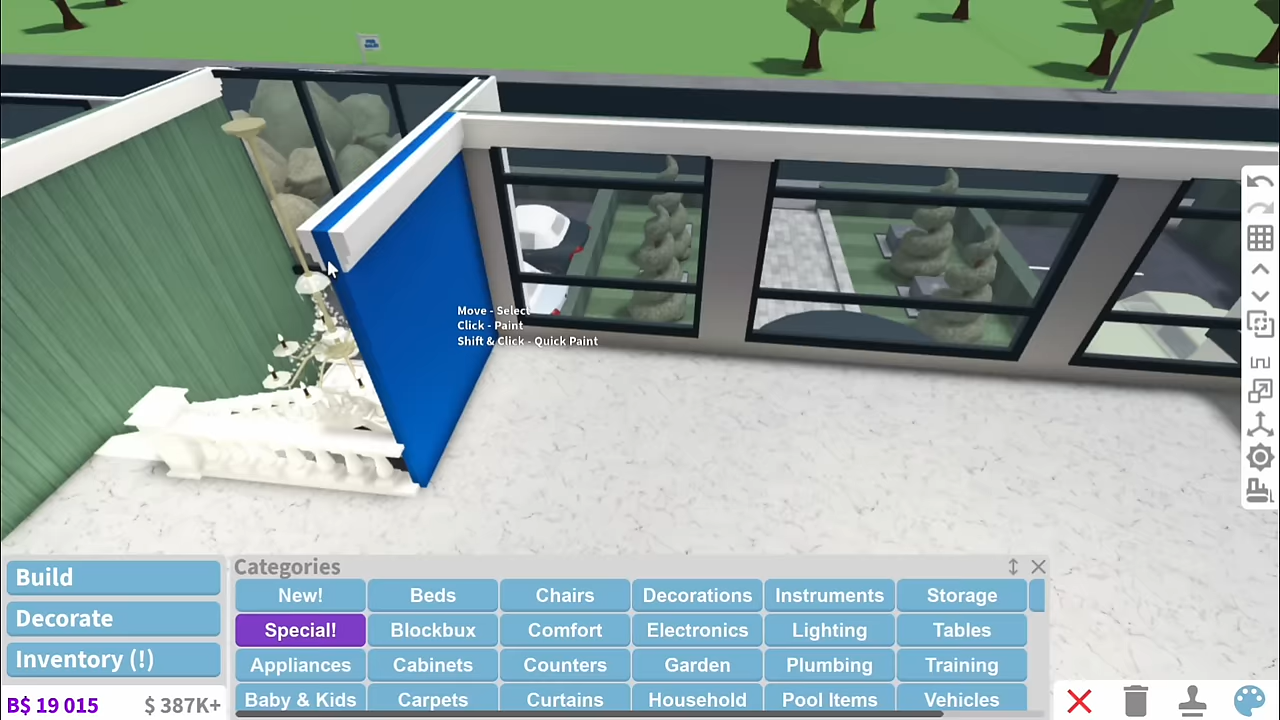 Move - Select
Click - Paint
Shift & Click - Quick Paint
Categories
New! Beds Chairs Decorations Instruments Storage
Special! Blockbux Comfort Electronics Lighting Tables
Appliances Cabinets Counters Garden Plumbing Training
Baby & Kids Carpets Curtains Household Pool Items Vehicles
Build
Decorate
Inventory (!)
B$ 19 015 $ 387K+